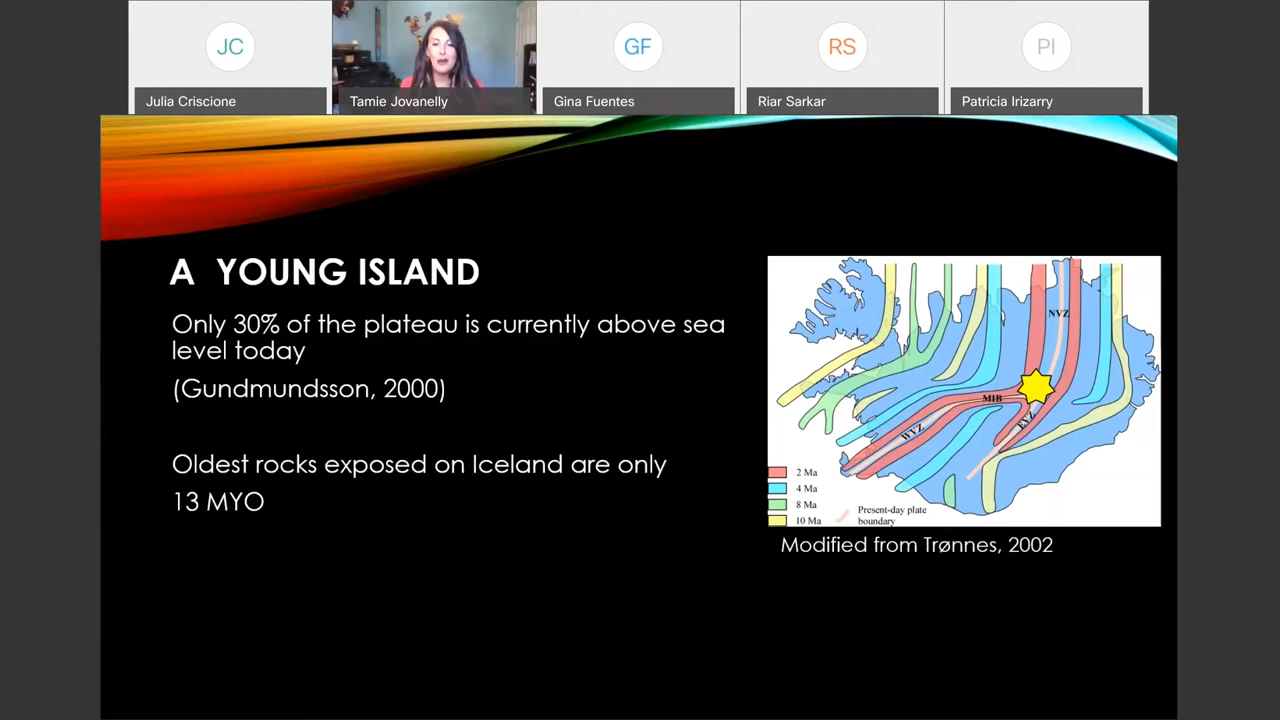 JC
GF
RS
PI
Julia Criscione
Tamie Jovanelly
Gina Fuentes
Riar Sarkar
Patricia Irizarry
A YOUNG ISLAND
Only 30% of the plateau is currently above sea
level today
(Gundmundsson, 2000)
Oldest rocks exposed on Iceland are only
13 MYO
NVZ
MIB
EVZ
WVZ
2 Ma
4 Ma
8 Ma
10 Ma
Present-day plate
boundary
Modified from Trønnes, 2002